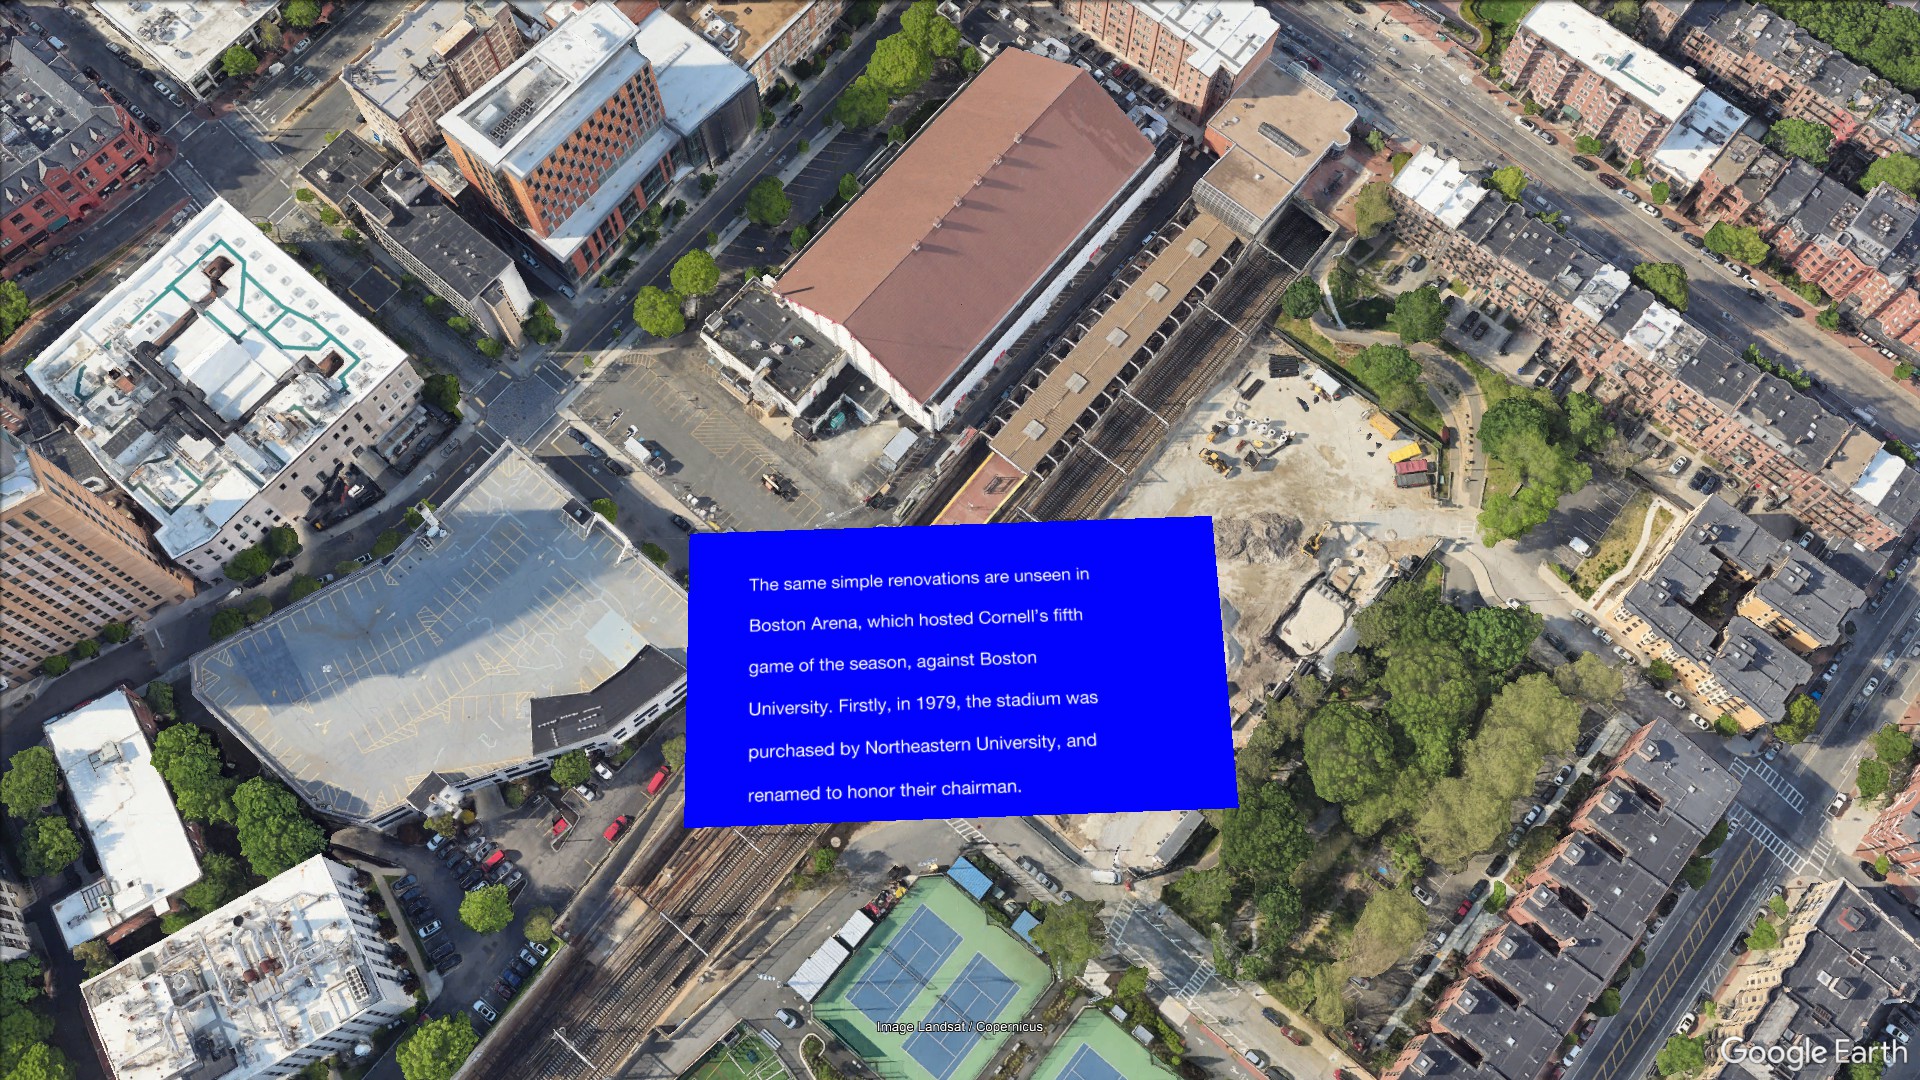 The same simple renovations are unseen in
Boston Arena, which hosted Cornell's fifth
game of the season, against Boston
University. Firstly, in 1979, the stadium was
purchased by Northeastern University, and
renamed to honor their chairman.
Image Landsat / Copernicus
Google Earth